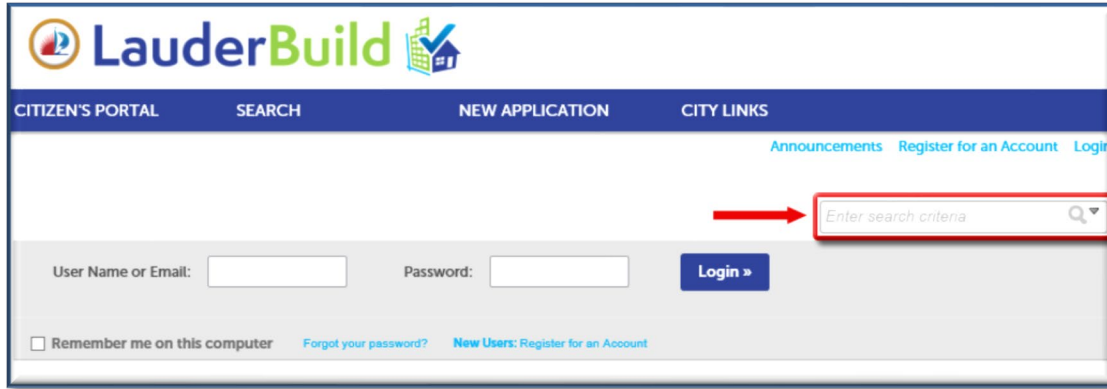 LauderBuild
CITIZEN'S PORTAL SEARCH NEW APPLICATION CITY LINKS
Announcements Register for an Account Login
Enter search criteria
User Name or Email: Password: Login »
Remember me on this computer Forgot your password? New Users: Register for an Account